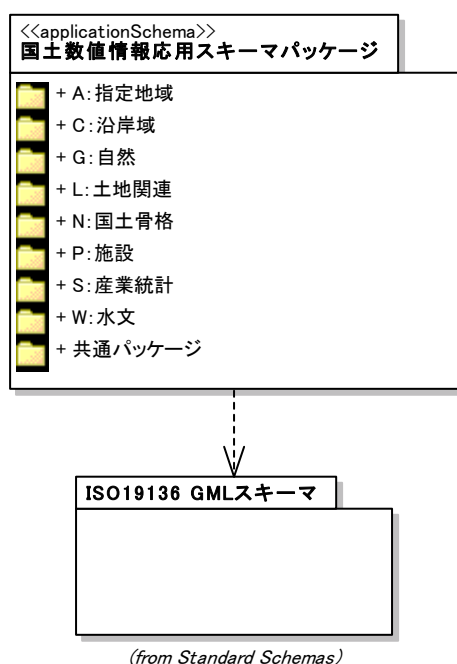 <<applicationSchema>>
国土数値情報応用スキーマパッケージ
+ A:指定地域
+ C:沿岸域
+ G:自然
+ L:土地関連
+ N:国土骨格
+ P:施設
+ S:産業統計
+ W:水文
+ 共通パッケージ
ISO19136 GMLスキーマ
(from Standard Schemas)